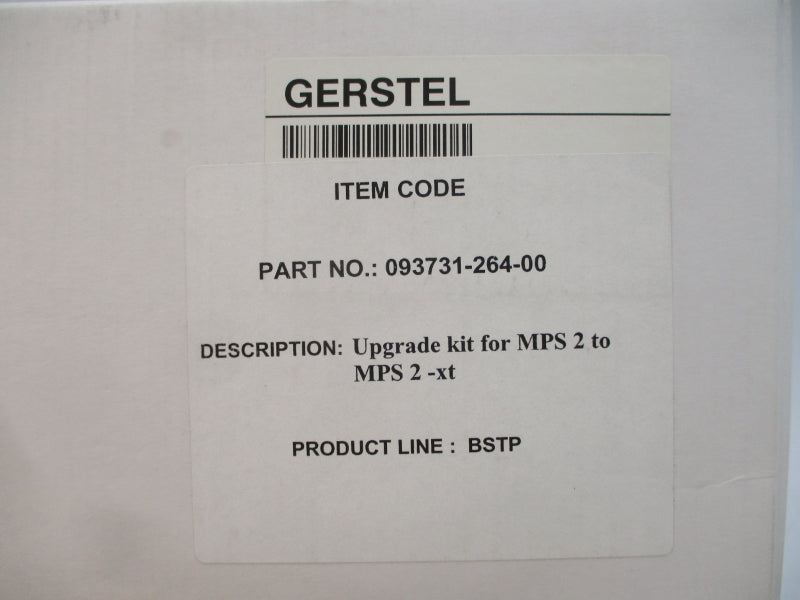 GERSTEL
ITEM CODE
PART NO.: 093731-264-00
DESCRIPTION: Upgrade kit for MPS 2 to
MPS 2 -xt
PRODUCT LINE : BSTP